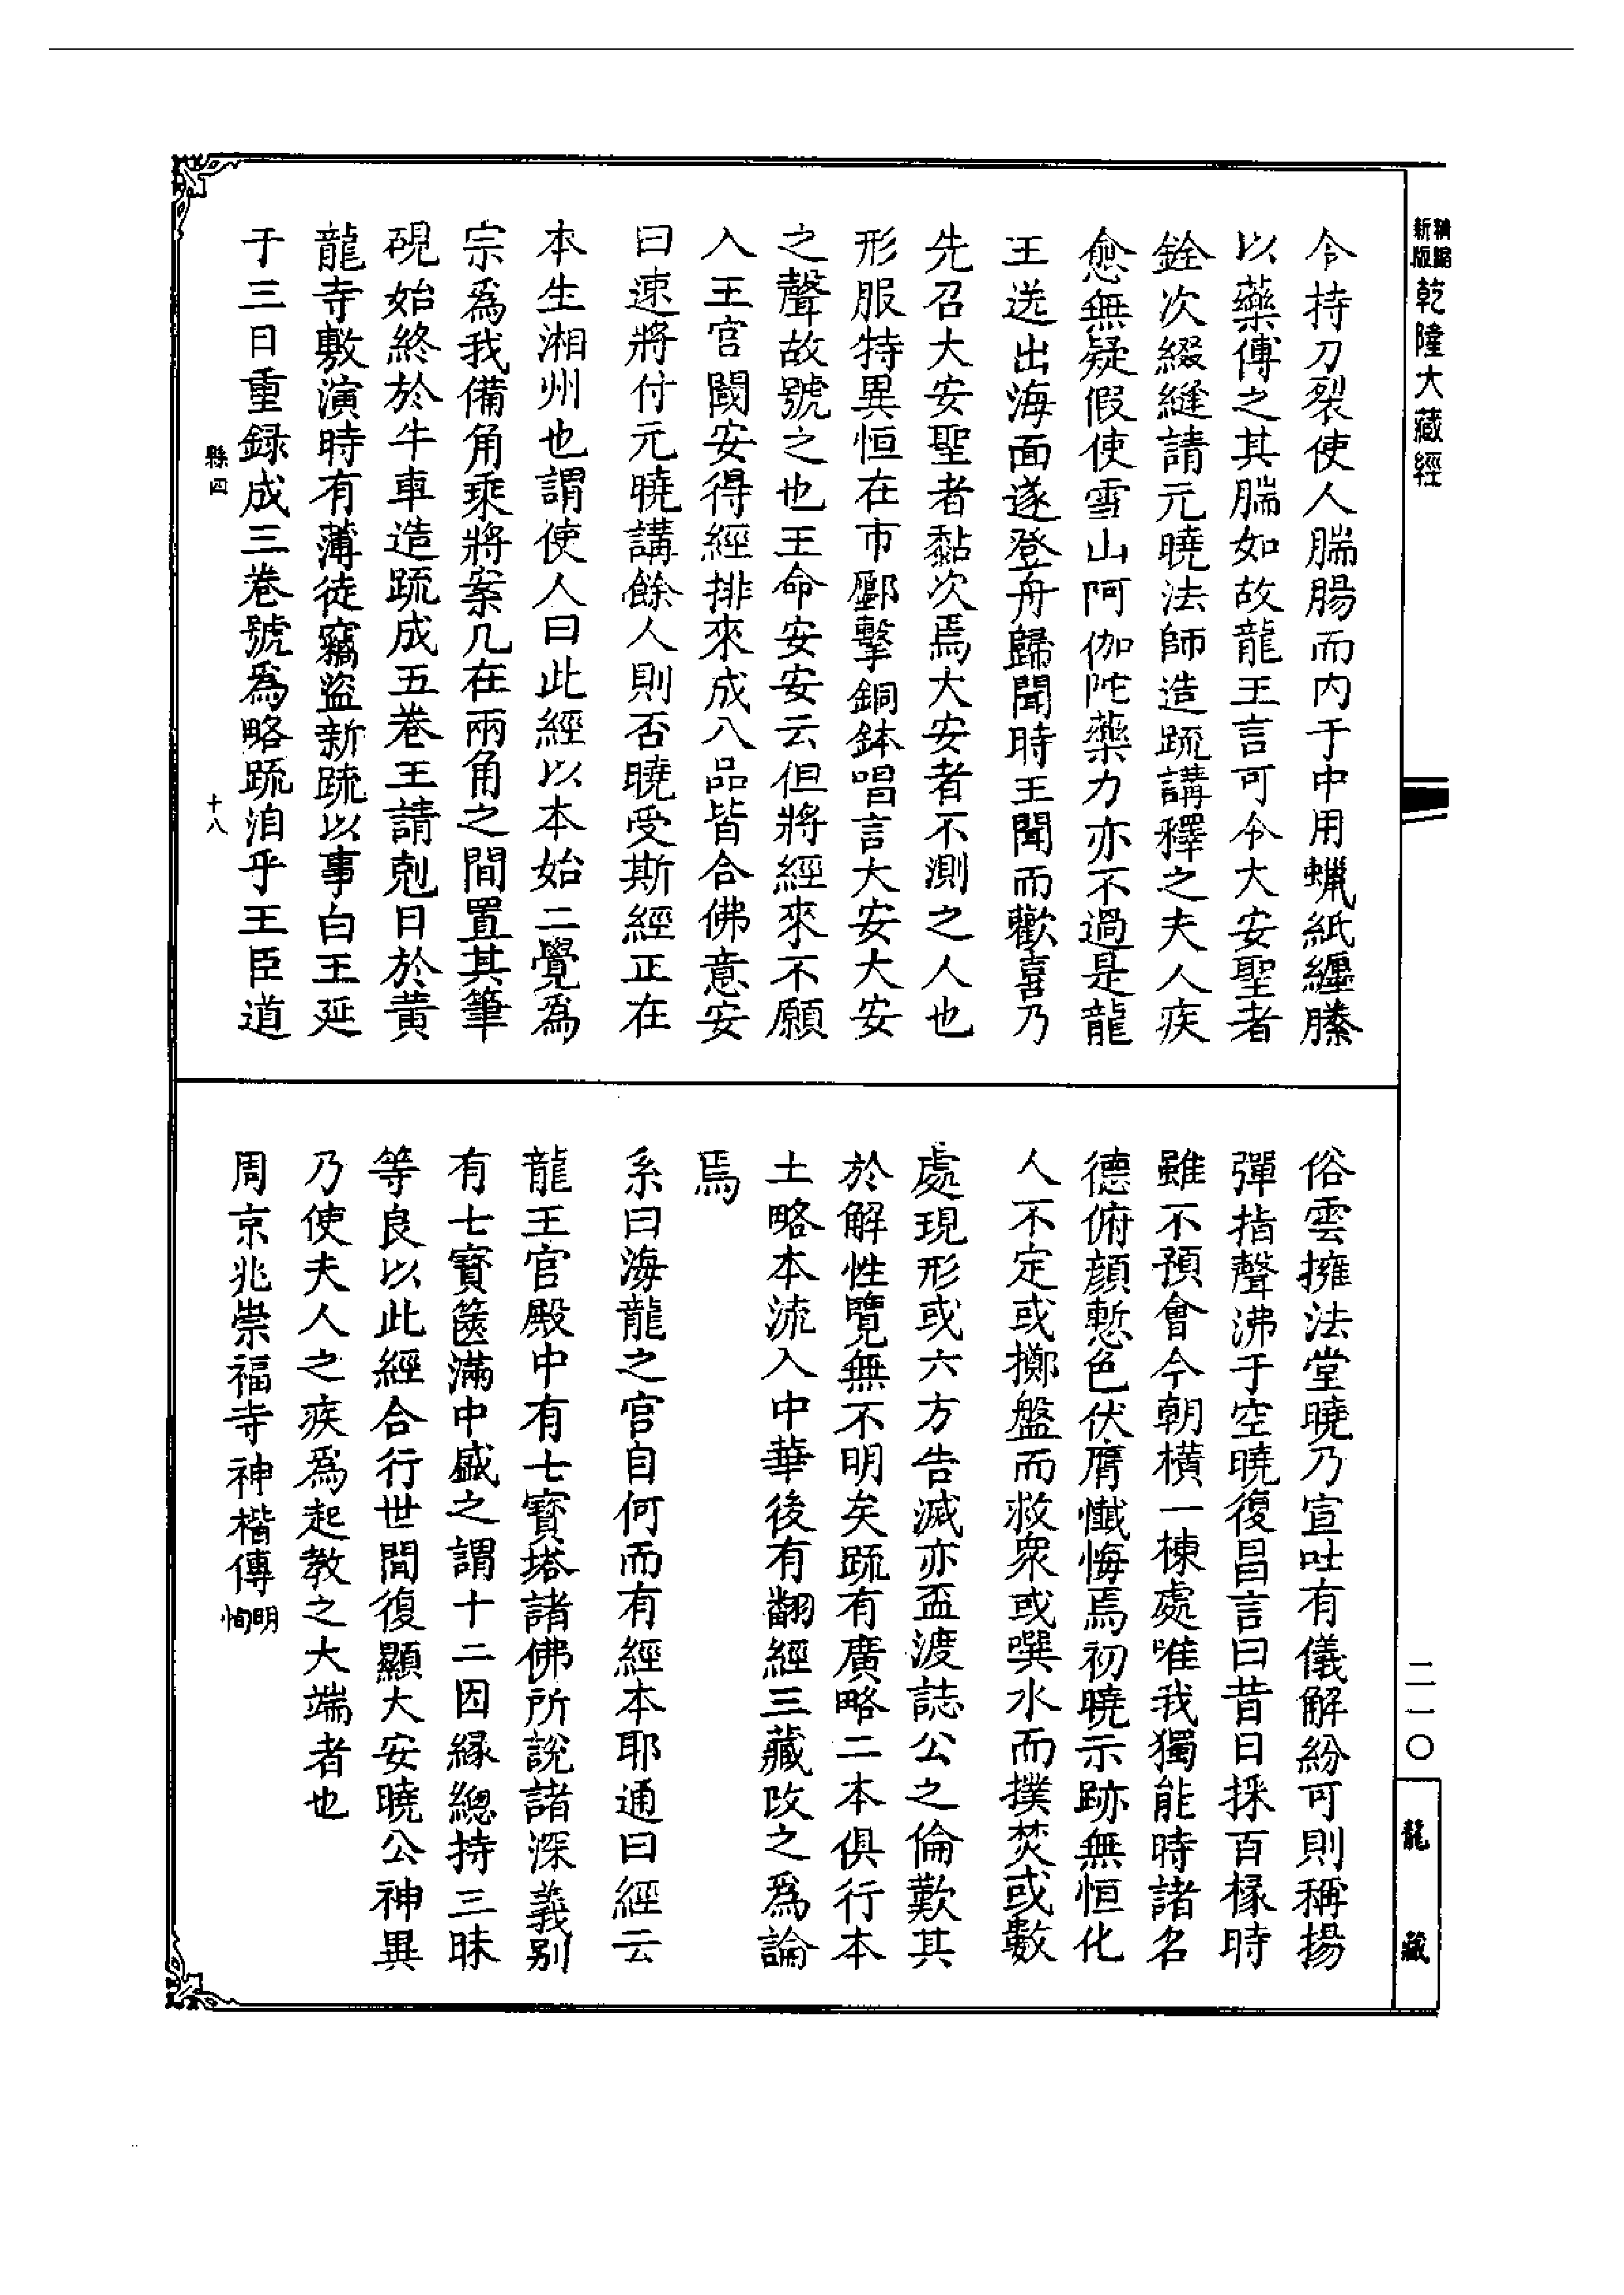 精縮新版乾隆大藏經
令持刀裂使人腨腸而内于中用蠟紙纏縢
以藥傅之其腨如故龍王言可令大安聖者
銓次綴縫請元曉法師造疏講釋之夫人疾
愈無疑假使雪山阿伽陀藥力亦不過是龍
王送出海面遂登舟歸聞時王聞而歡喜乃
先召大安聖者黏次焉大安者不測之人也
形服特異恒在市鄽擊銅鉢唱言大安大安
之聲故號之也王命安安云但將經來不願
入王宫閾安得經排來成八品皆合佛意安
曰速將付元曉講餘人則否曉受斯經正在
本生湘州也謂使人曰此經以本始二覺爲
宗爲我備角乘將案几在兩角之間置其筆
硯始終於牛車造疏成五卷王請剋日於黄
龍寺敷演時有薄徒竊盗新疏以事白王延
于三日重録成三卷號爲略疏洎乎王臣道
縣四
十八
俗雲擁法堂曉乃宣吐有儀解紛可則稱揚
彈指聲沸于空曉復昌言曰昔日採百椽時
雖不預會今朝横一棟處唯我獨能時諸名
德俯顔慙色伏膺懺悔焉初曉示跡無恒化
人不定或擲盤而救衆或噀水而撲焚或數
處現形或六方告滅亦盃渡誌公之倫歟其
於解性覽無不明矣疏有廣略二本俱行本
土略本流入中華後有翻經三藏改之爲論
焉
系曰海龍之宫自何而有經本耶通曰經云
龍王宫殿中有七寳塔諸佛所說諸深義别
有七寳篋滿中盛之謂十二因緣總持三昧
等良以此經合行世間復顯大安曉公神異
乃使夫人之疾爲起教之大端者也
周京兆崇福寺神楷傳明恂
二一〇
龍藏